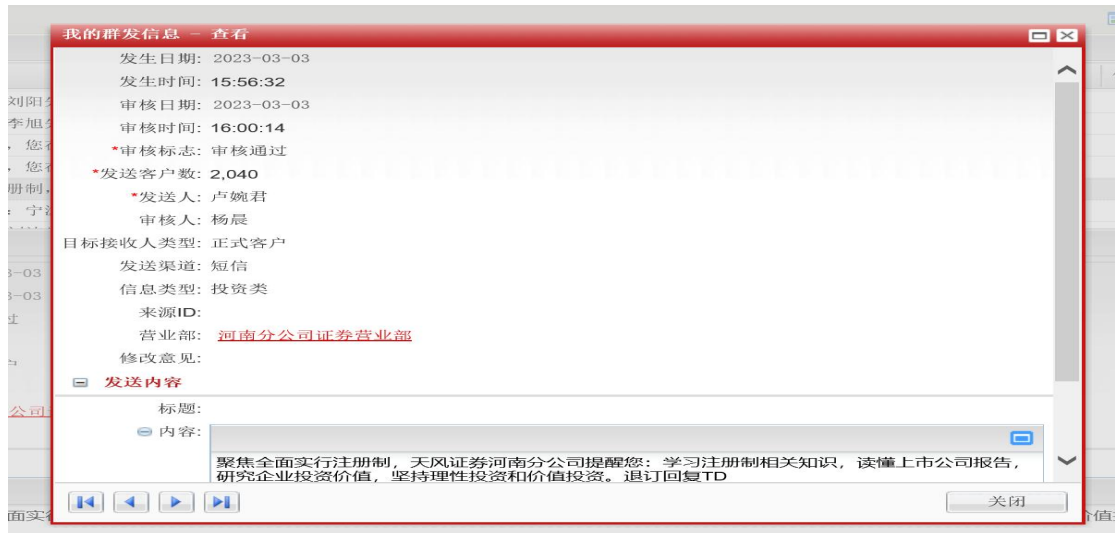 我的群发信息 - 查看
发生日期: 2023-03-03
发生时间: 15:56:32
审核日期: 2023-03-03
审核时间: 16:00:14
*审核标志: 审核通过
*发送客户数: 2,040
*发送人: 卢婉君
审核人: 杨晨
目标接收人类型: 正式客户
发送渠道: 短信
信息类型: 投资类
来源ID:
营业部: 河南分公司证券营业部
修改意见:
发送内容
标题:
内容:
聚焦全面实行注册制，天风证券河南分公司提醒您：学习注册制相关知识，读懂上市公司报告，
研究企业投资价值，坚持理性投资和价值投资。退订回复TD
关闭
刘阳
李旭
，您
，您
册制，
：宁
3-03
3-03
过
公司
面实
价值